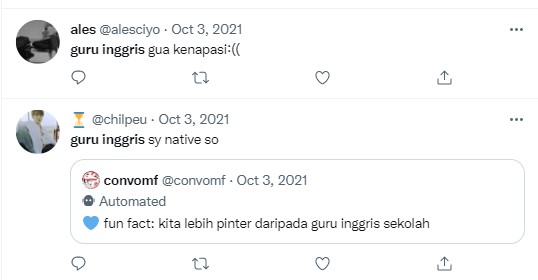 ales @alesciyo · Oct 3, 2021
guru inggris gua kenapasi:((
⏳ @chilpeu · Oct 3, 2021
guru inggris sy native so
convomf @convomf · Oct 3, 2021
Automated
💙 fun fact: kita lebih pinter daripada guru inggris sekolah